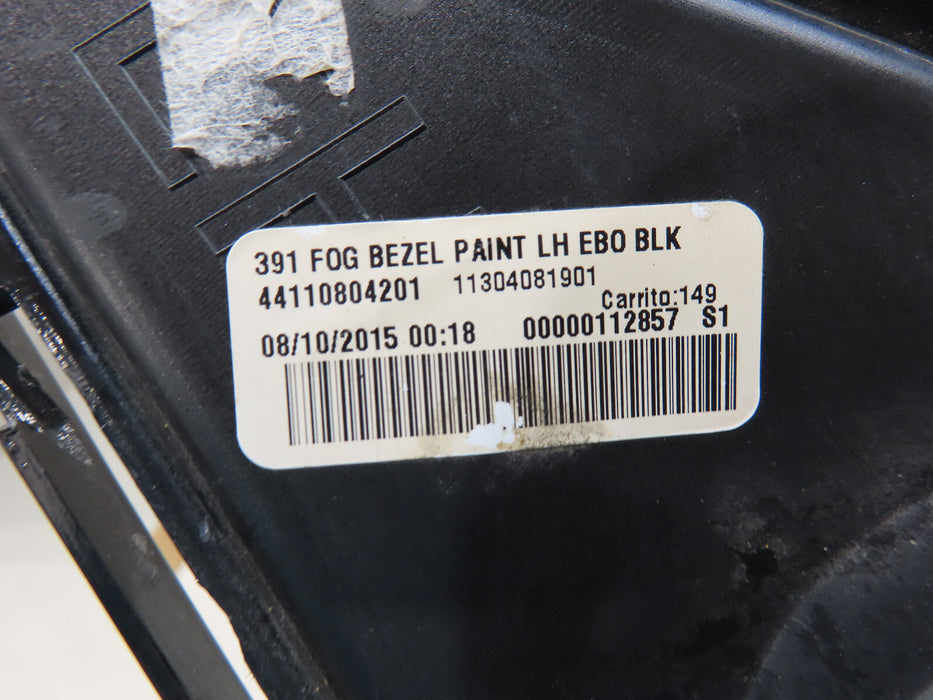 391 FOG BEZEL PAINT LH EBO BLK
44110804201 11304081901
Carrito:149
08/10/2015 00:18 00000112857 S1